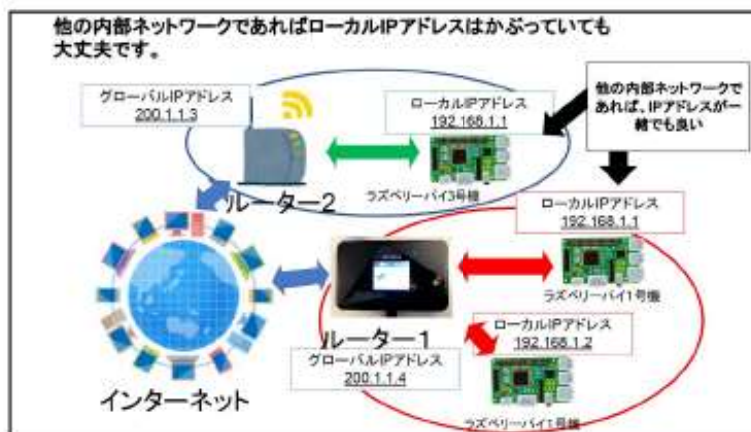 他の内部ネットワークであればローカルIPアドレスはかぶっていても
大丈夫です。
グローバルIPアドレス
200.1.1.3
ローカルIPアドレス
192.168.1.1
他の内部ネットワークで
あれば、IPアドレスが一
緒でも良い
ルーター2
ラズベリーパイ3号機
ローカルIPアドレス
192.168.1.1
ラズベリーパイ1号機
ルーター1
ローカルIPアドレス
192.168.1.2
グローバルIPアドレス
200.1.1.4
インターネット
ラズベリーパイ1号機